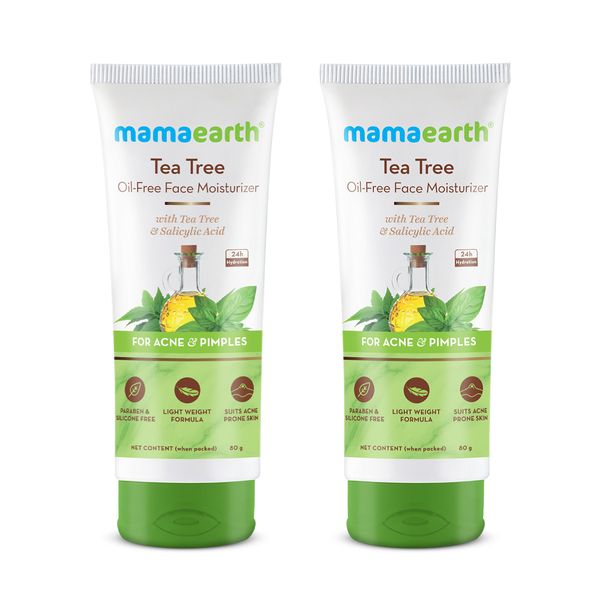 mamaearth®
Tea Tree
Oil-Free Face Moisturizer
with Tea Tree
& Salicylic Acid
24h
Hydration
FOR ACNE & PIMPLES
PARABEN &
SILICONE FREE
LIGHT WEIGHT
FORMULA
SUITS ACNE
PRONE SKIN
NET CONTENT (when packed) 80 g
mamaearth®
Tea Tree
Oil-Free Face Moisturizer
with Tea Tree
& Salicylic Acid
24h
Hydration
FOR ACNE & PIMPLES
PARABEN &
SILICONE FREE
LIGHT WEIGHT
FORMULA
SUITS ACNE
PRONE SKIN
NET CONTENT (when packed) 80 g